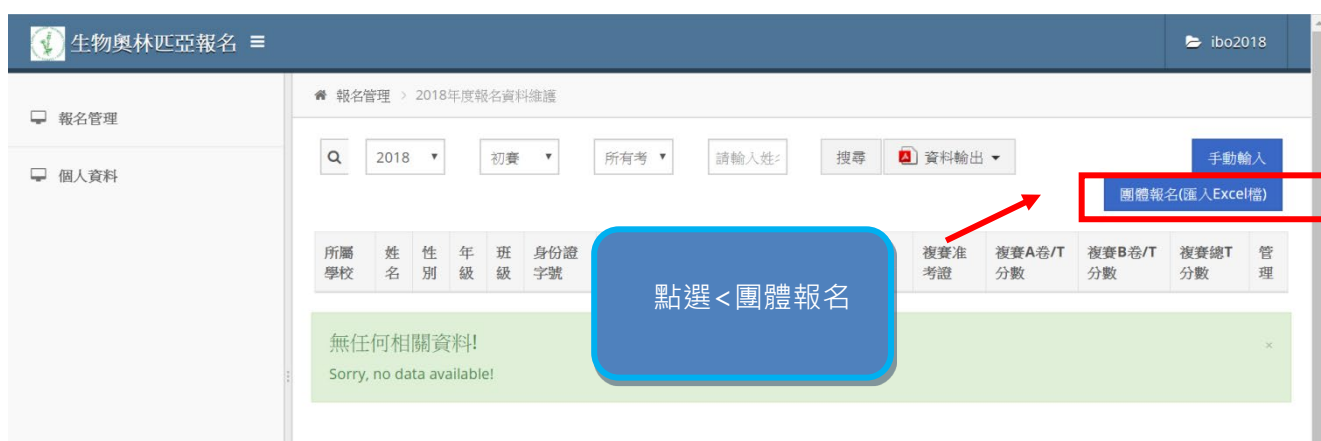 生物奧林匹亞報名
ibo2018
報名管理
個人資料
報名管理 > 2018年度報名資料維護
2018 初賽 所有考 請輸入姓 搜尋 資料輸出 手動輸入
團體報名(匯入Excel檔)
所屬學校 姓名 性別 年級 班級 身份證字號 複賽准考證 複賽A卷/T分數 複賽B卷/T分數 複賽總T分數 管理
點選<團體報名
無任何相關資料!
×
Sorry, no data available!